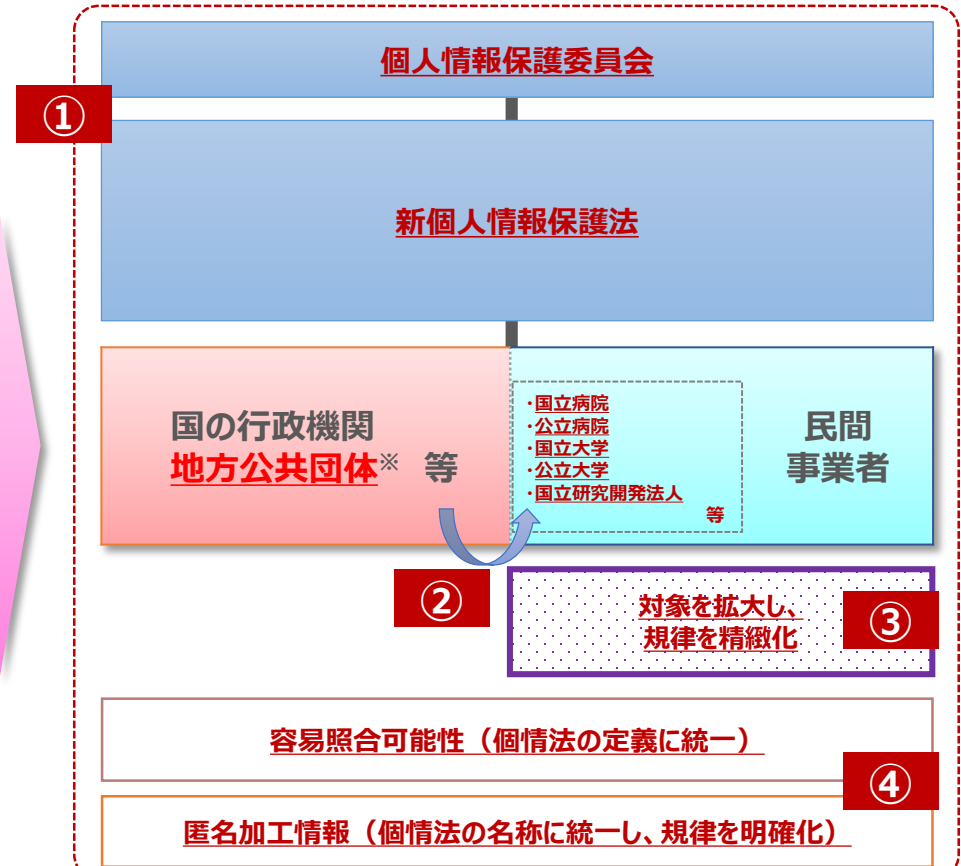 個人情報保護委員会
①
新個人情報保護法
国の行政機関
地方公共団体※ 等
・国立病院
・公立病院
・国立大学
・公立大学
・国立研究開発法人
等
民間
事業者
②
対象を拡大し、
規律を精緻化
③
容易照合可能性（個情法の定義に統一）
④
匿名加工情報（個情法の名称に統一し、規律を明確化）